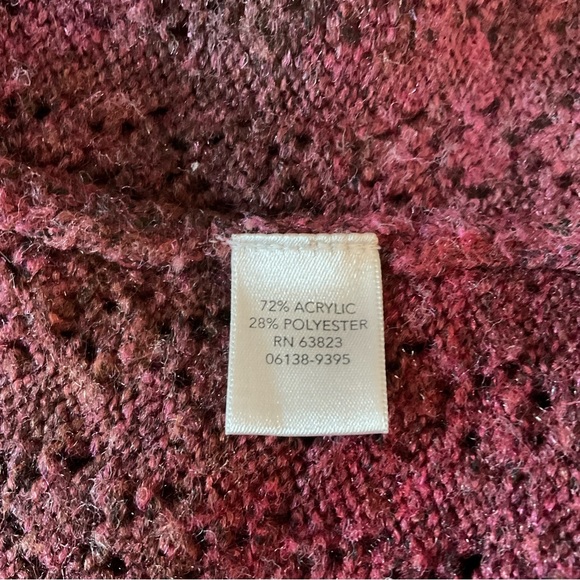 72% ACRYLIC
28% POLYESTER
RN 63823
06138-9395